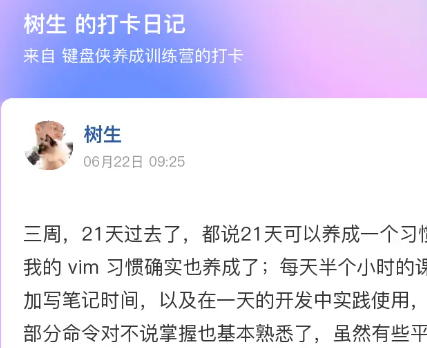 树生 的打卡日记
来自 键盘侠养成训练营的打卡
树生
06月22日 09:25
三周，21天过去了，都说21天可以养成一个习惯
我的 vim 习惯确实也养成了；每天半个小时的课
加写笔记时间，以及在一天的开发中实践使用，
部分命令对不说掌握也基本熟悉了，虽然有些平